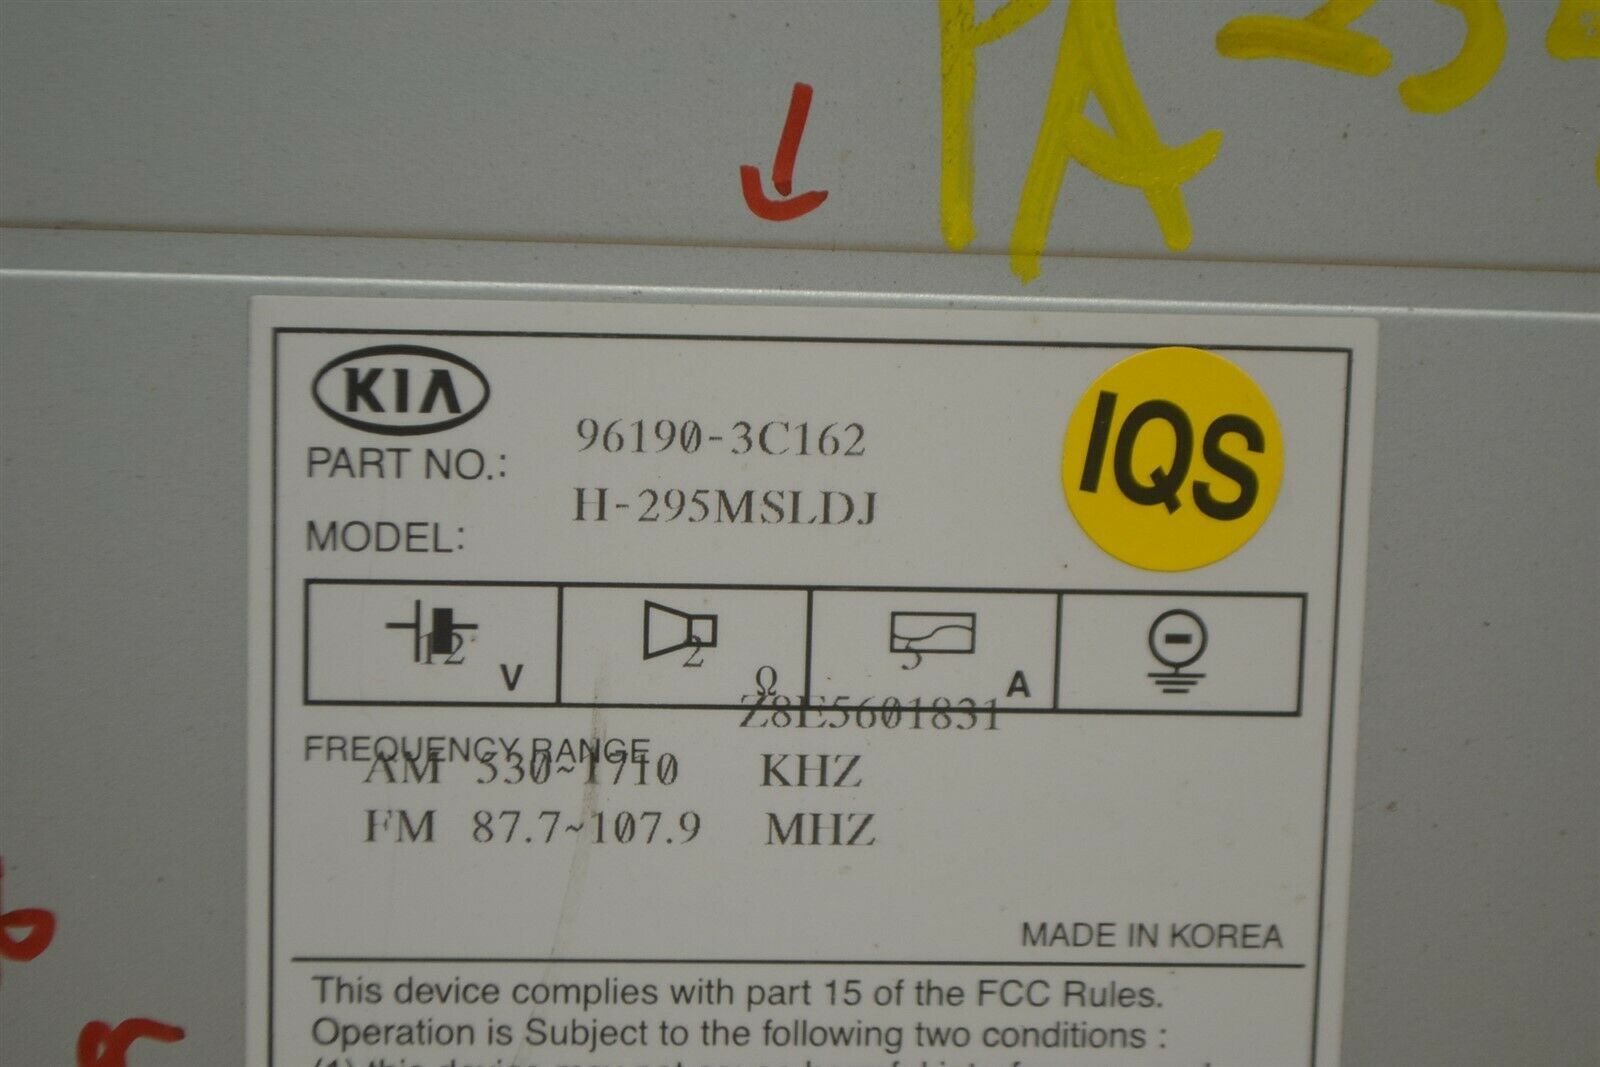 PA-25
KIA
PART NO.: 96190-3C162
MODEL: H-295MSLDJ
IQS
12 V
2 Ω
A
Z8E5601831
FREQUENCY RANGE
AM 530~1710 KHZ
FM 87.7~107.9 MHZ
MADE IN KOREA
This device complies with part 15 of the FCC Rules.
Operation is Subject to the following two conditions :